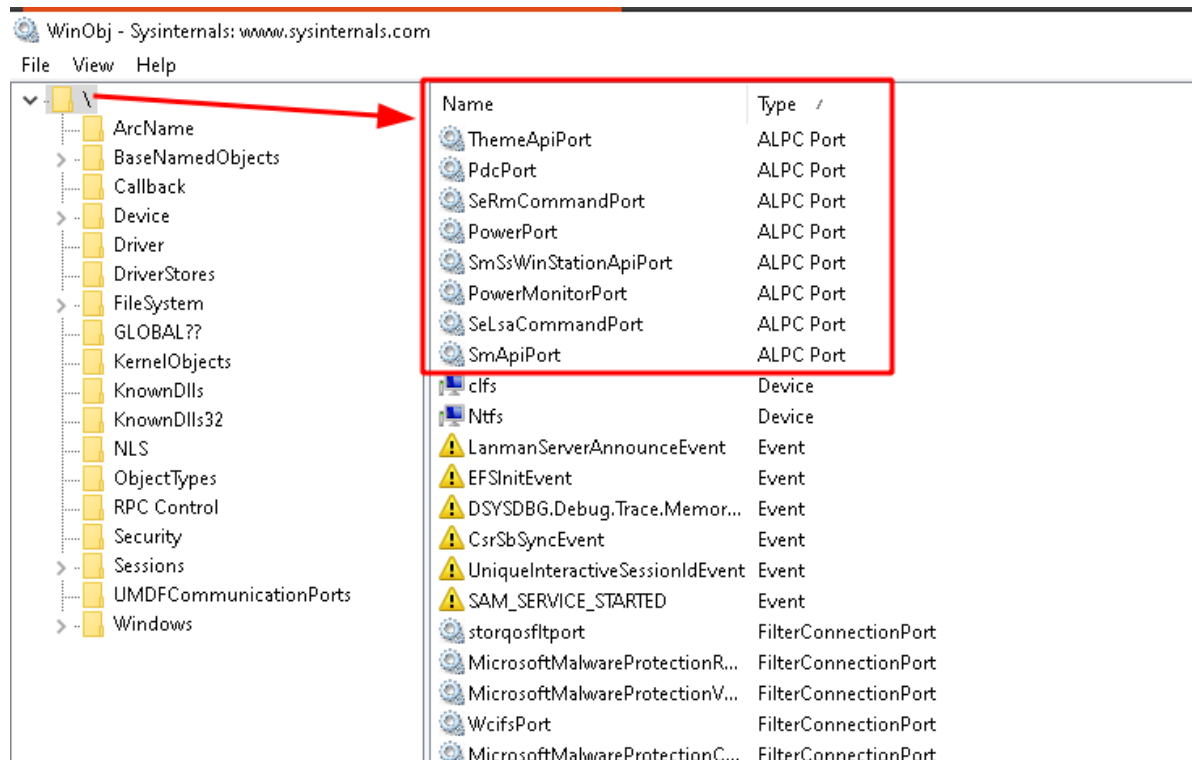 WinObj - Sysinternals: www.sysinternals.com
File View Help
\
ArcName
BaseNamedObjects
Callback
Device
Driver
DriverStores
FileSystem
GLOBAL??
KernelObjects
KnownDlls
KnownDlls32
NLS
ObjectTypes
RPC Control
Security
Sessions
UMDFCommunicationPorts
Windows
Name Type
ThemeApiPort ALPC Port
PdcPort ALPC Port
SeRmCommandPort ALPC Port
PowerPort ALPC Port
SmSsWinStationApiPort ALPC Port
PowerMonitorPort ALPC Port
SeLsaCommandPort ALPC Port
SmApiPort ALPC Port
clfs Device
Ntfs Device
LanmanServerAnnounceEvent Event
EFSInitEvent Event
DSYSDBG.Debug.Trace.Memor... Event
CsrSbSyncEvent Event
UniqueInteractiveSessionIdEvent Event
SAM_SERVICE_STARTED Event
storqosfltport FilterConnectionPort
MicrosoftMalwareProtectionR... FilterConnectionPort
MicrosoftMalwareProtectionV... FilterConnectionPort
WcifsPort FilterConnectionPort
MicrosoftMalwareProtectionC... FilterConnectionPort